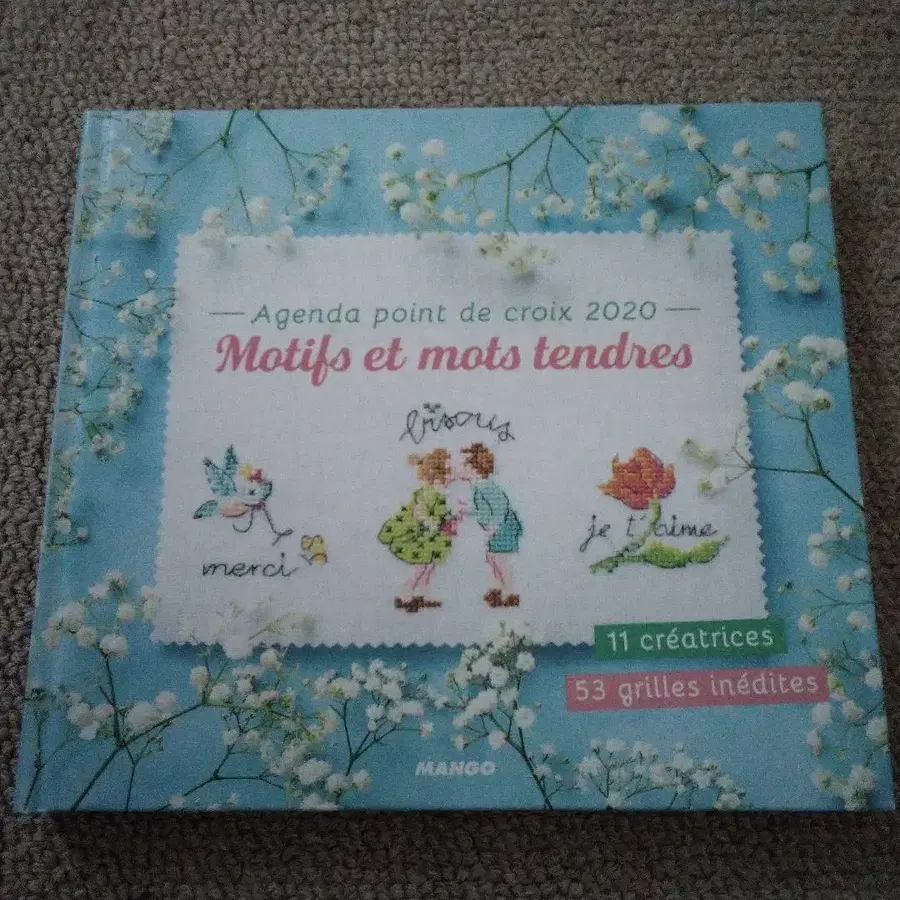 Agenda point de croix 2020
Motifs et mots tendres
bisous
merci
je t'aime
11 créatrices
53 grilles inédites
MANGO